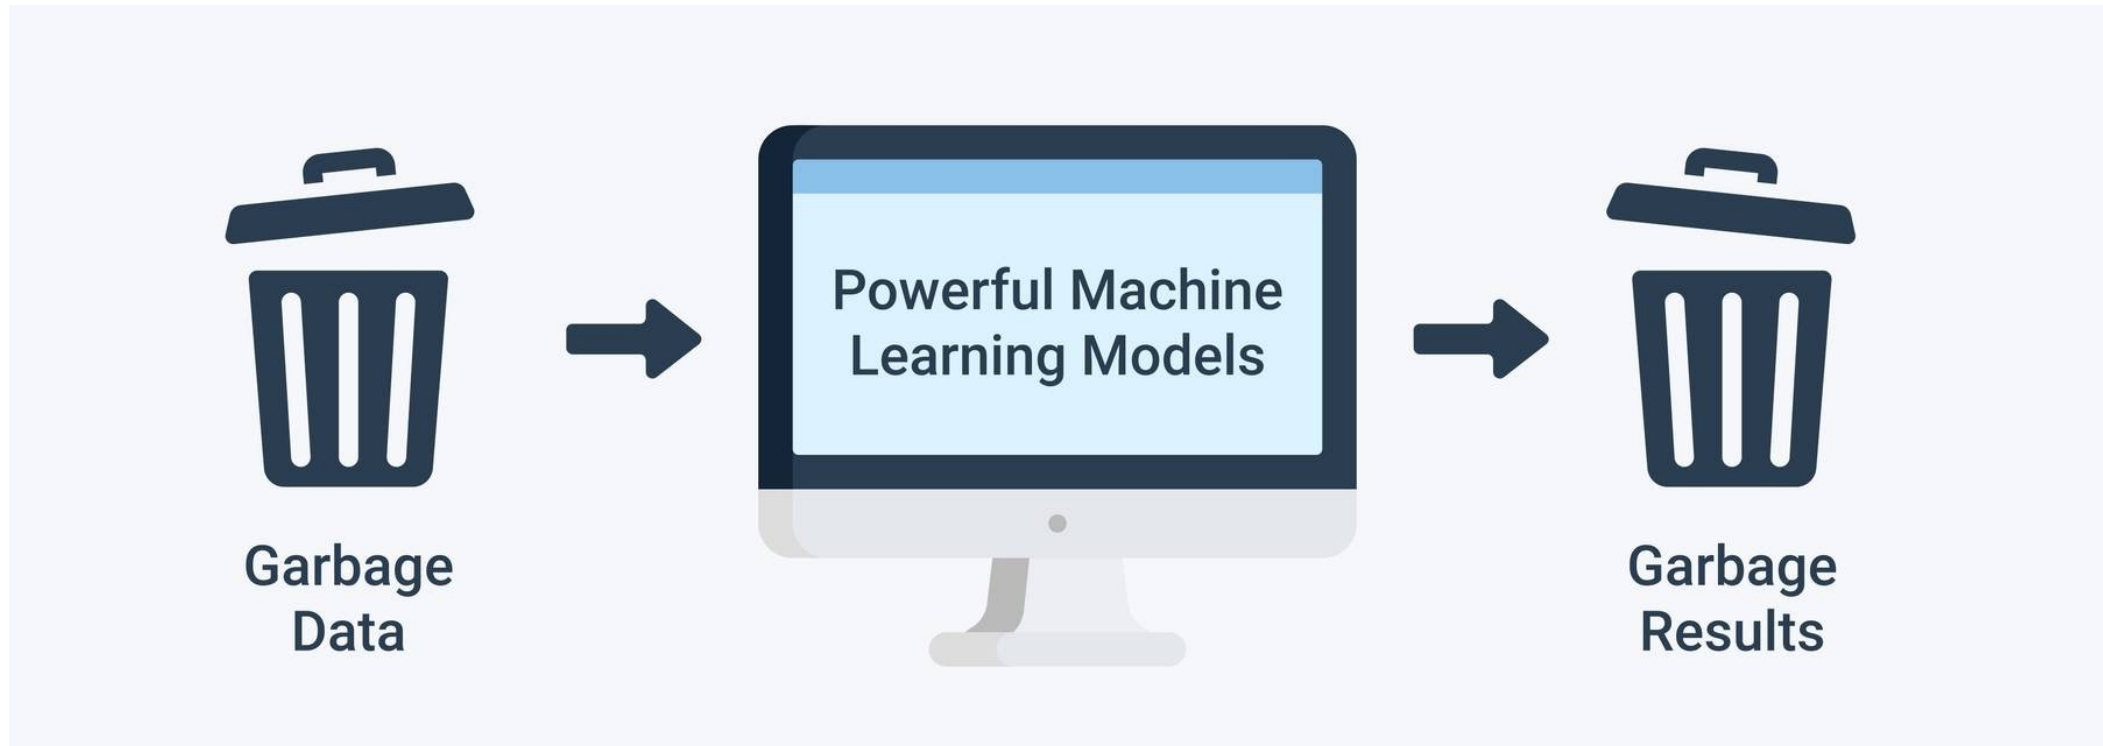 Garbage
Data
Powerful Machine
Learning Models
Garbage
Results